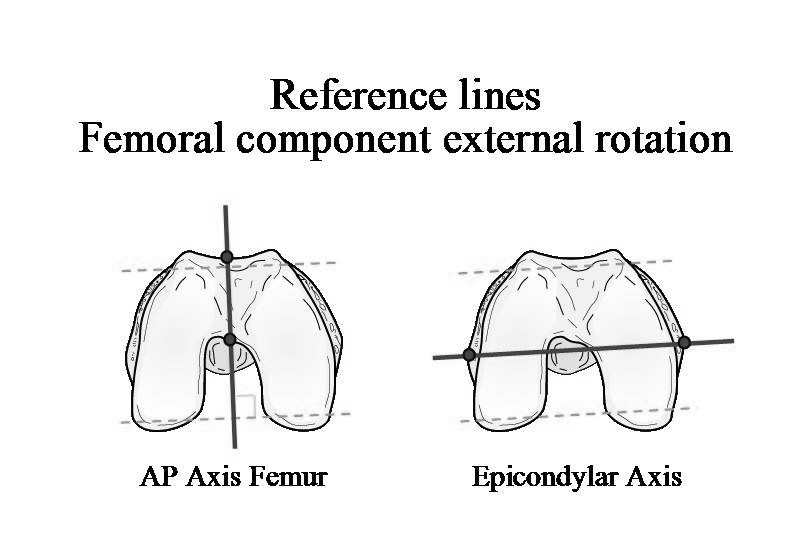 Reference lines
Femoral component external rotation
AP Axis Femur
Epicondylar Axis